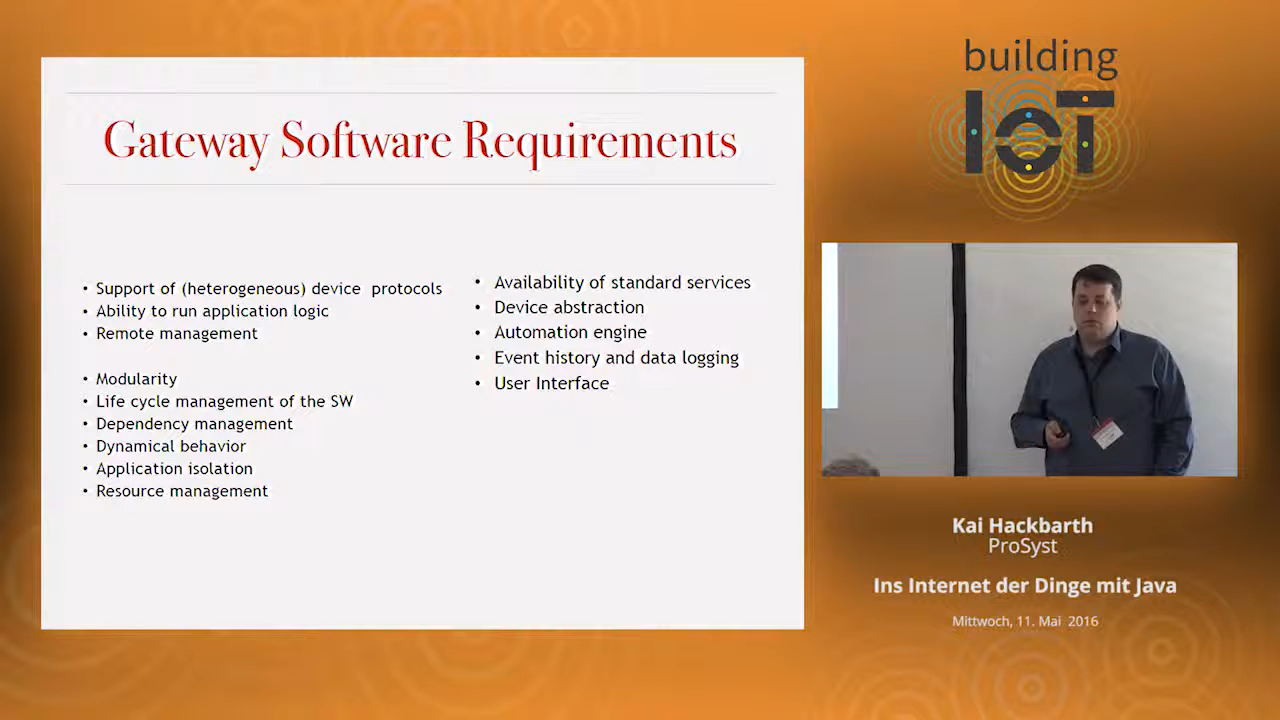 building
IoT
Gateway Software Requirements
• Support of (heterogeneous) device protocols
• Ability to run application logic
• Remote management
• Modularity
• Life cycle management of the SW
• Dependency management
• Dynamical behavior
• Application isolation
• Resource management
• Availability of standard services
• Device abstraction
• Automation engine
• Event history and data logging
• User Interface
Kai Hackbarth
ProSyst
Ins Internet der Dinge mit Java
Mittwoch, 11. Mai 2016